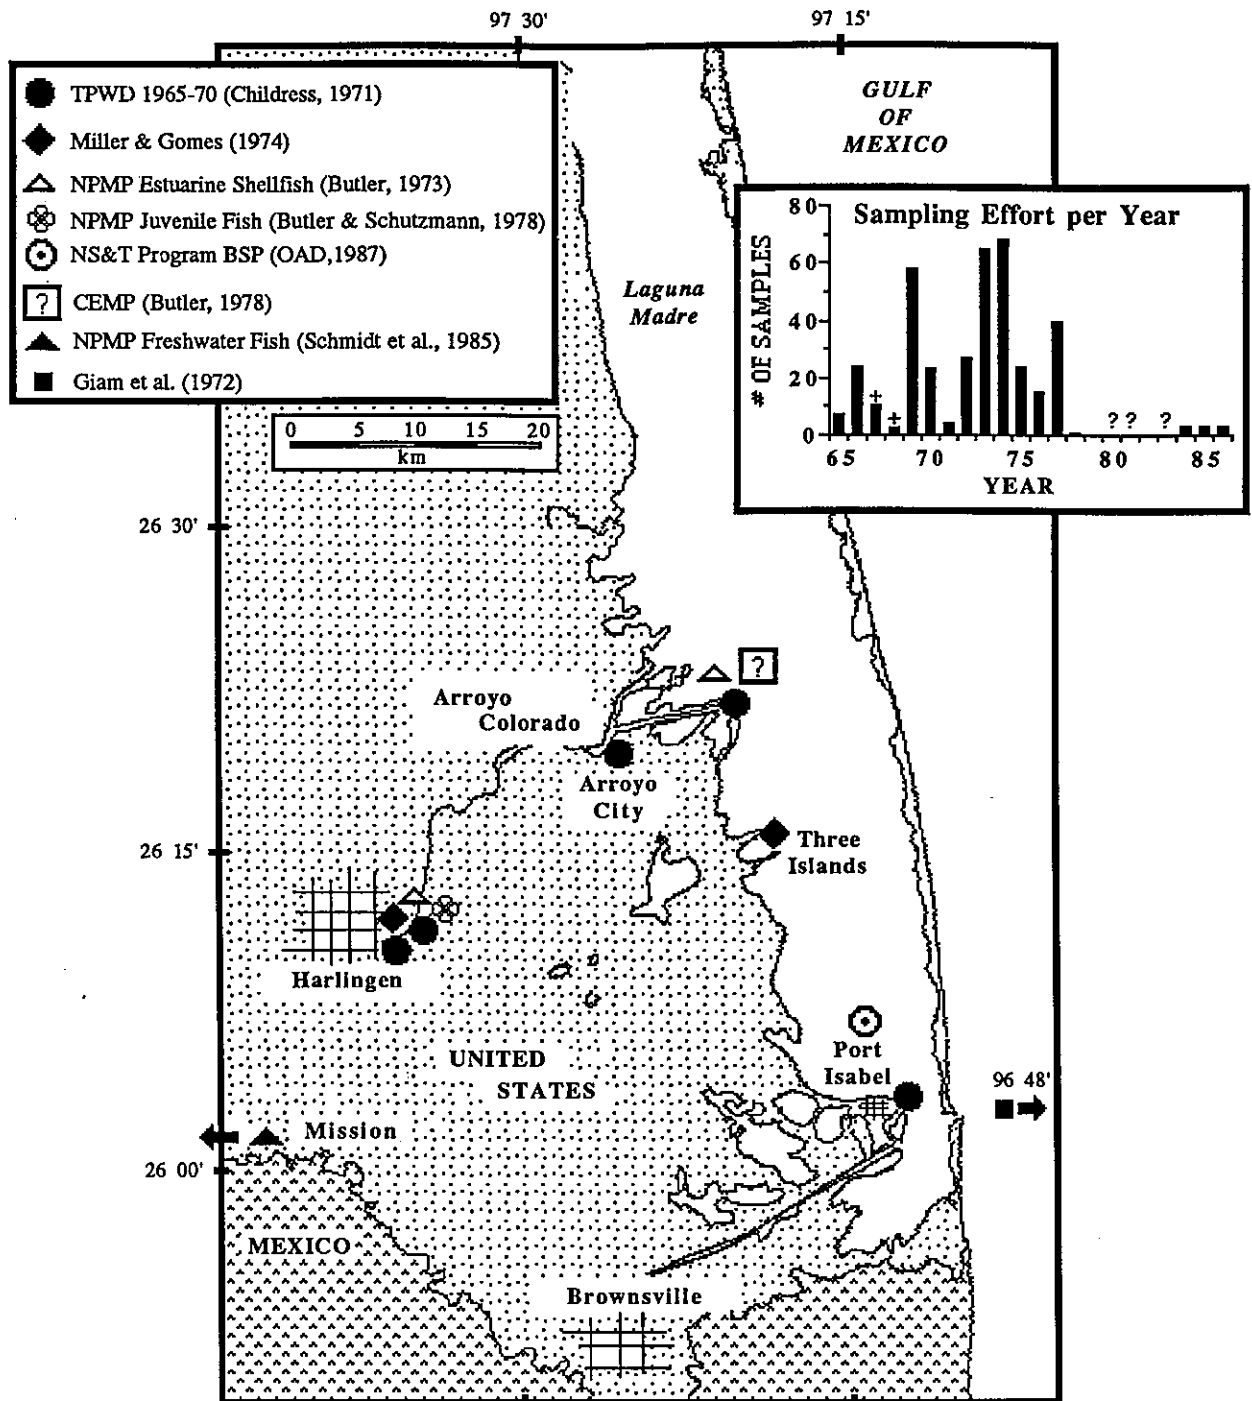 97 30'
97 15'
TPWD 1965-70 (Childress, 1971)
Miller & Gomes (1974)
NPMP Estuarine Shellfish (Butler, 1973)
NPMP Juvenile Fish (Butler & Schutzmann, 1978)
NS&T Program BSP (OAD,1987)
? CEMP (Butler, 1978)
NPMP Freshwater Fish (Schmidt et al., 1985)
Giam et al. (1972)
0 5 10 15 20
km
GULF
OF
MEXICO
Laguna
Madre
Sampling Effort per Year
# OF SAMPLES
80
60
40
20
0
+
+
? ? ?
65 70 75 80 85
YEAR
26 30'
?
Arroyo
Colorado
Arroyo
City
26 15'
Three
Islands
Harlingen
Port
Isabel
UNITED
STATES
96 48'
Mission
26 00'
MEXICO
Brownsville